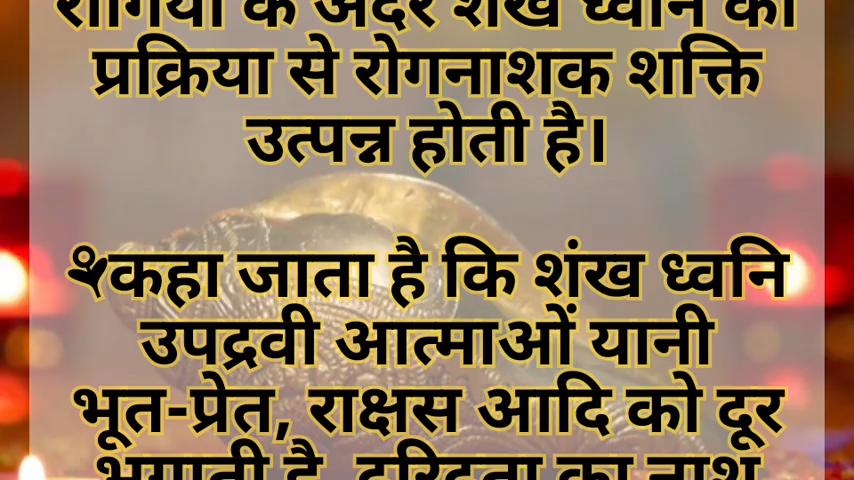 रोगियों के अंदर शंख ध्वनि की
प्रक्रिया से रोगनाशक शक्ति
उत्पन्न होती है।
कहा जाता है कि शंख ध्वनि
उपद्रवी आत्माओं यानी
भूत-प्रेत, राक्षस आदि को दूर
भगाती है, दरिद्रता का नाश